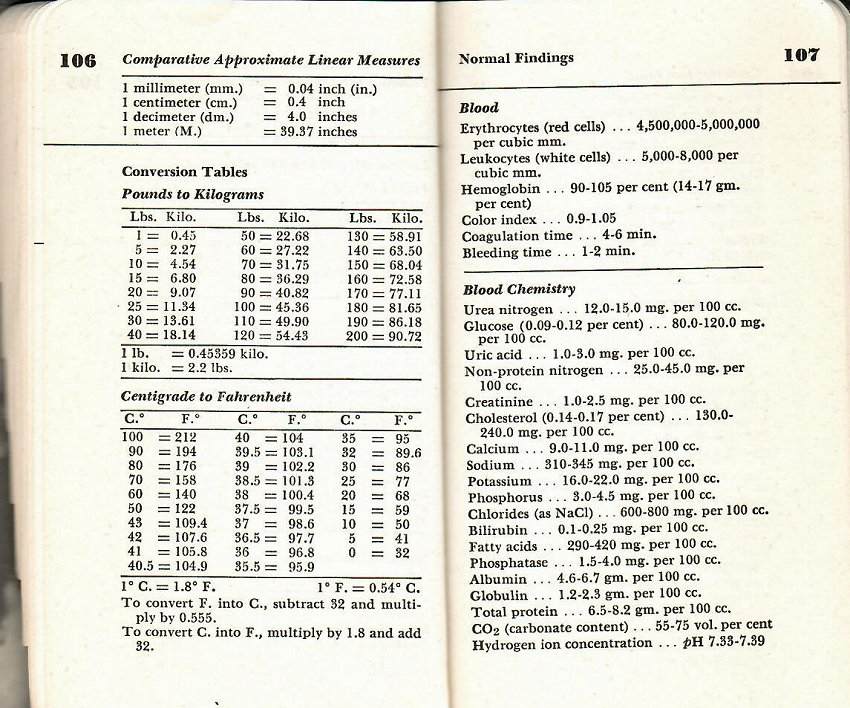 106 Comparative Approximate Linear Measures
1 millimeter (mm.) = 0.04 inch (in.)
1 centimeter (cm.) = 0.4 inch
1 decimeter (dm.) = 4.0 inches
1 meter (M.) = 39.37 inches
Conversion Tables
Pounds to Kilograms
Lbs. Kilo. Lbs. Kilo. Lbs. Kilo.
1 = 0.45 50 = 22.68 130 = 58.91
5 = 2.27 60 = 27.22 140 = 63.50
10 = 4.54 70 = 31.75 150 = 68.04
15 = 6.80 80 = 36.29 160 = 72.58
20 = 9.07 90 = 40.82 170 = 77.11
25 = 11.34 100 = 45.36 180 = 81.65
30 = 13.61 110 = 49.90 190 = 86.18
40 = 18.14 120 = 54.43 200 = 90.72
1 lb. = 0.45359 kilo.
1 kilo. = 2.2 lbs.
Centigrade to Fahrenheit
C.° F.° C.° F.° C.° F.°
100 = 212 40 = 104 35 = 95
90 = 194 39.5 = 103.1 32 = 89.6
80 = 176 39 = 102.2 30 = 86
70 = 158 38.5 = 101.3 25 = 77
60 = 140 38 = 100.4 20 = 68
50 = 122 37.5 = 99.5 15 = 59
43 = 109.4 37 = 98.6 10 = 50
42 = 107.6 36.5 = 97.7 5 = 41
41 = 105.8 36 = 96.8 0 = 32
40.5 = 104.9 35.5 = 95.9
1° C. = 1.8° F. 1° F. = 0.54° C.
To convert F. into C., subtract 32 and multi-
ply by 0.555.
To convert C. into F., multiply by 1.8 and add
32.
Normal Findings 107
Blood
Erythrocytes (red cells) ... 4,500,000-5,000,000
per cubic mm.
Leukocytes (white cells) ... 5,000-8,000 per
cubic mm.
Hemoglobin ... 90-105 per cent (14-17 gm.
per cent)
Color index ... 0.9-1.05
Coagulation time ... 4-6 min.
Bleeding time ... 1-2 min.
Blood Chemistry
Urea nitrogen ... 12.0-15.0 mg. per 100 cc.
Glucose (0.09-0.12 per cent) ... 80.0-120.0 mg.
per 100 cc.
Uric acid ... 1.0-3.0 mg. per 100 cc.
Non-protein nitrogen ... 25.0-45.0 mg. per
100 cc.
Creatinine ... 1.0-2.5 mg. per 100 cc.
Cholesterol (0.14-0.17 per cent) ... 130.0-
240.0 mg. per 100 cc.
Calcium ... 9.0-11.0 mg. per 100 cc.
Sodium ... 310-345 mg. per 100 cc.
Potassium ... 16.0-22.0 mg. per 100 cc.
Phosphorus ... 3.0-4.5 mg. per 100 cc.
Chlorides (as NaCl) ... 600-800 mg. per 100 cc.
Bilirubin ... 0.1-0.25 mg. per 100 cc.
Fatty acids ... 290-420 mg. per 100 cc.
Phosphatase ... 1.5-4.0 mg. per 100 cc.
Albumin ... 4.6-6.7 gm. per 100 cc.
Globulin ... 1.2-2.3 gm. per 100 cc.
Total protein ... 6.5-8.2 gm. per 100 cc.
CO2 (carbonate content) ... 55-75 vol. per cent
Hydrogen ion concentration ... pH 7.33-7.39